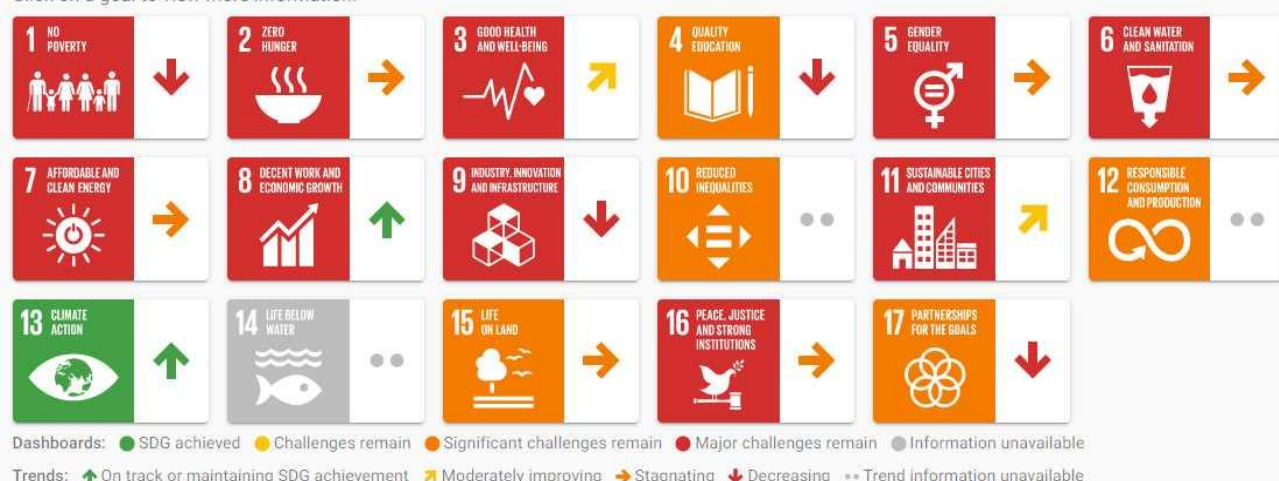 1 NO
POVERTY
2 ZERO
HUNGER
3 GOOD HEALTH
AND WELL-BEING
4 QUALITY
EDUCATION
5 GENDER
EQUALITY
6 CLEAN WATER
AND SANITATION
7 AFFORDABLE AND
CLEAN ENERGY
8 DECENT WORK AND
ECONOMIC GROWTH
9 INDUSTRY, INNOVATION
AND INFRASTRUCTURE
10 REDUCED
INEQUALITIES
11 SUSTAINABLE CITIES
AND COMMUNITIES
12 RESPONSIBLE
CONSUMPTION
AND PRODUCTION
13 CLIMATE
ACTION
14 LIFE BELOW
WATER
15 LIFE
ON LAND
16 PEACE, JUSTICE
AND STRONG
INSTITUTIONS
17 PARTNERSHIPS
FOR THE GOALS
Dashboards: SDG achieved Challenges remain Significant challenges remain Major challenges remain Information unavailable
Trends: On track or maintaining SDG achievement Moderately improving Stagnating Decreasing Trend information unavailable